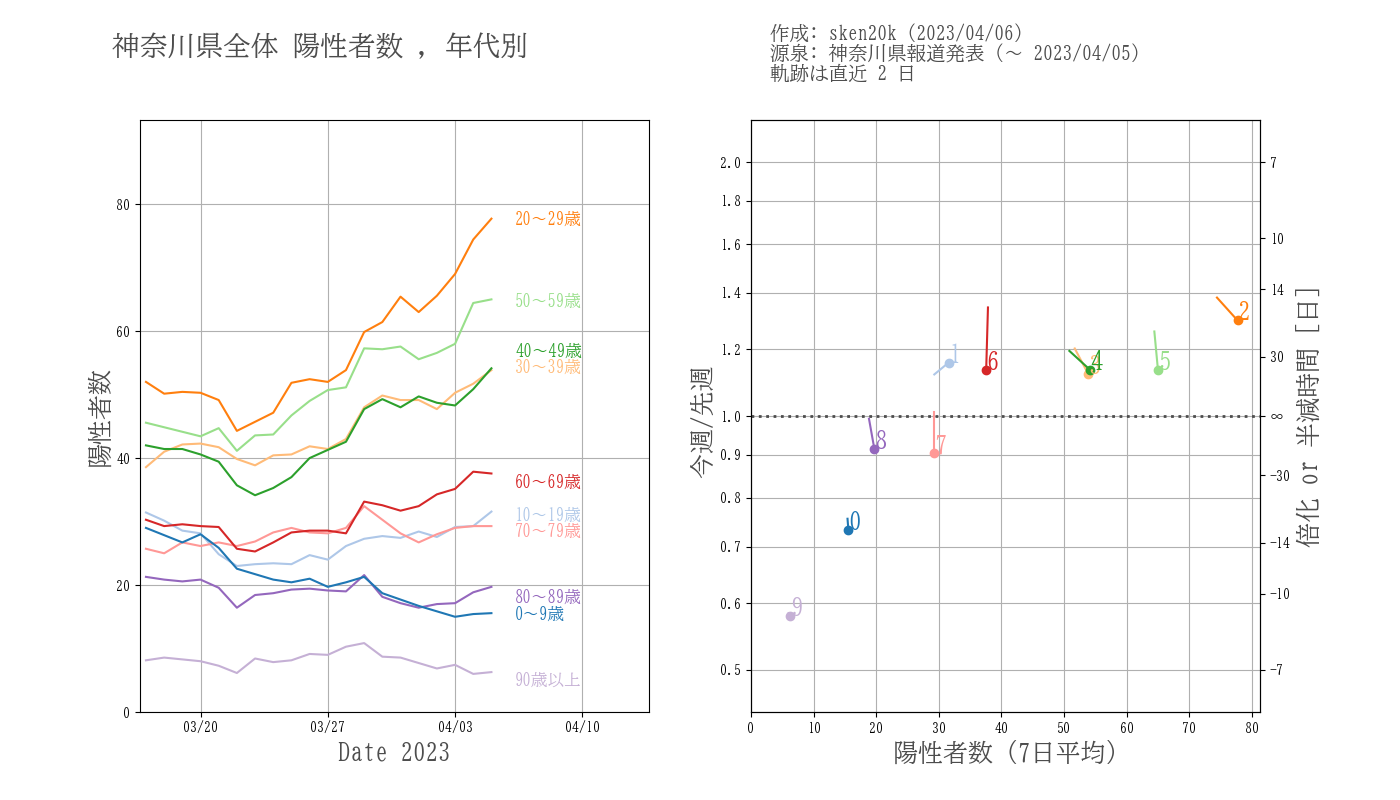 神奈川県全体 陽性者数 , 年代別
作成: sken20k (2023/04/06)
源泉: 神奈川県報道発表 (～ 2023/04/05)
軌跡は直近 2 日
陽性者数
80
60
40
20
0
20～29歳
50～59歳
40～49歳
30～39歳
60～69歳
10～19歳
70～79歳
80～89歳
0～9歳
90歳以上
03/20
03/27
04/03
04/10
Date 2023
今週/先週
2.0
1.8
1.6
1.4
1.2
1.0
0.9
0.8
0.7
0.6
0.5
2
1
6
3
4
5
8
7
0
9
0
10
20
30
40
50
60
70
80
陽性者数 (7日平均)
7
10
14
30
∞
−30
−14
−10
−7
倍化 or 半減時間 [日]